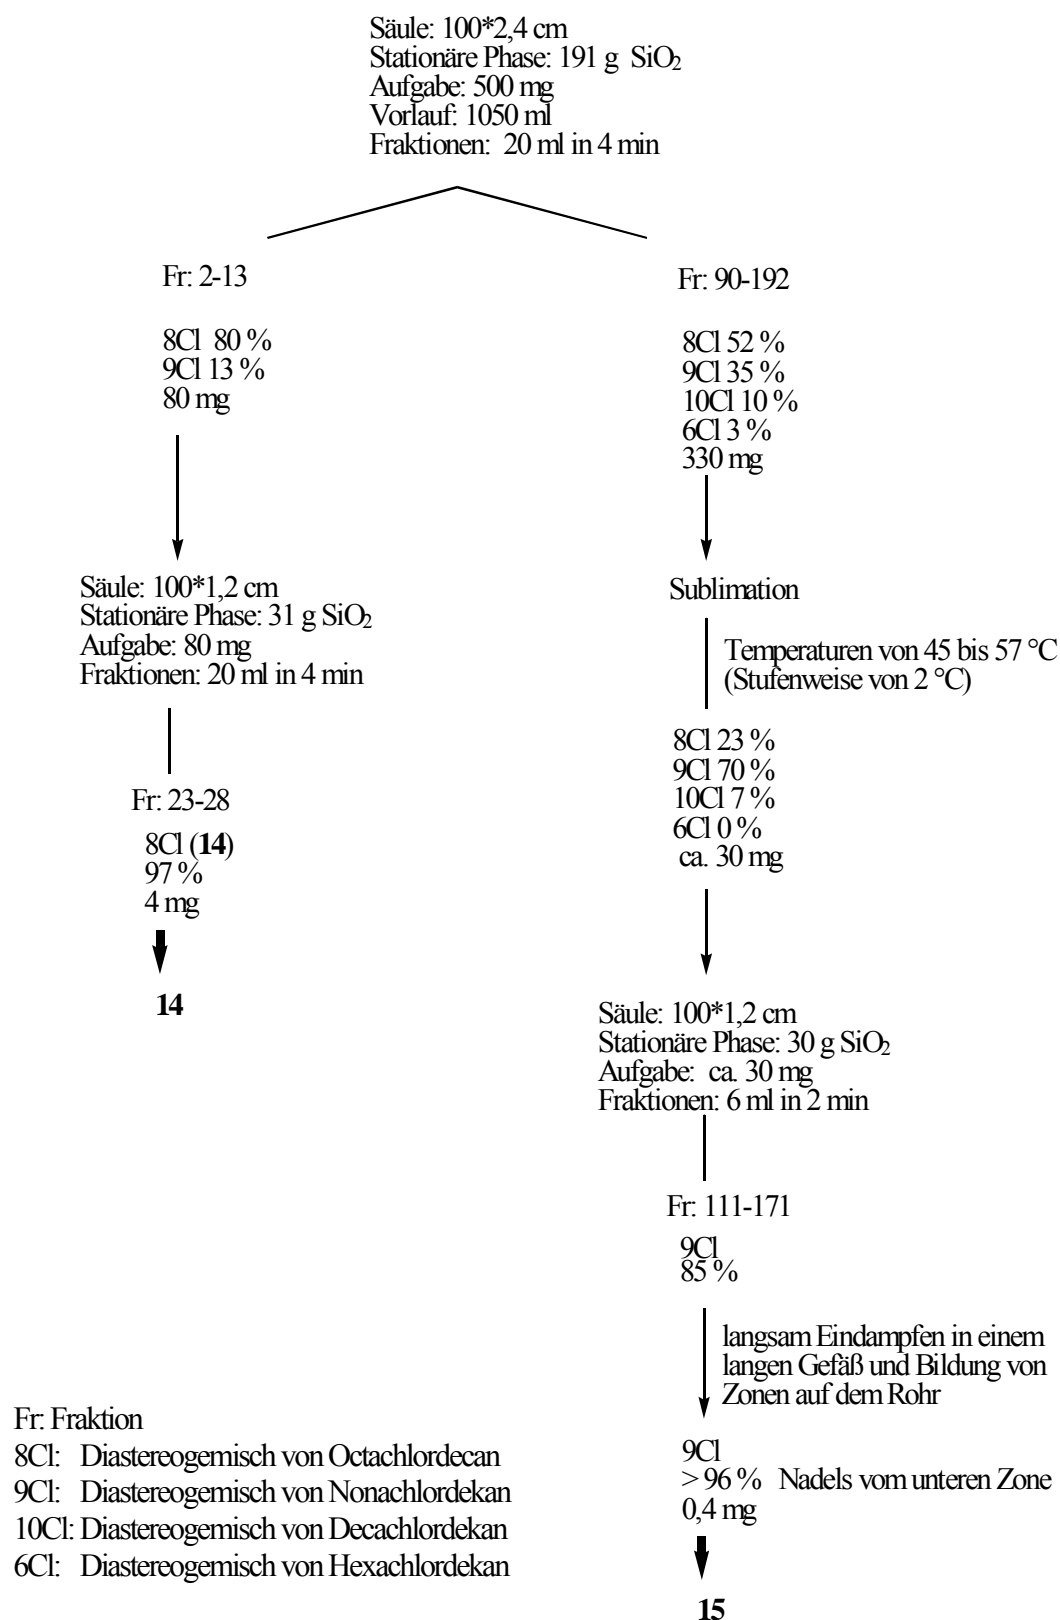 Säule: 100*2,4 cm
Stationäre Phase: 191 g SiO₂
Aufgabe: 500 mg
Vorlauf: 1050 ml
Fraktionen: 20 ml in 4 min
Fr: 2-13
8Cl 80 %
9Cl 13 %
80 mg
Säule: 100*1,2 cm
Stationäre Phase: 31 g SiO₂
Aufgabe: 80 mg
Fraktionen: 20 ml in 4 min
Fr: 23-28
8Cl (14)
97 %
4 mg
14
Fr: 90-192
8Cl 52 %
9Cl 35 %
10Cl 10 %
6Cl 3 %
330 mg
Sublimation
Temperaturen von 45 bis 57 °C
(Stufenweise von 2 °C)
8Cl 23 %
9Cl 70 %
10Cl 7 %
6Cl 0 %
ca. 30 mg
Säule: 100*1,2 cm
Stationäre Phase: 30 g SiO₂
Aufgabe: ca. 30 mg
Fraktionen: 6 ml in 2 min
Fr: 111-171
9Cl
85 %
langsam Eindampfen in einem
langen Gefäß und Bildung von
Zonen auf dem Rohr
9Cl
> 96 % Nadels vom unteren Zone
0,4 mg
15
Fr: Fraktion
8Cl: Diastereogemisch von Octachlordecan
9Cl: Diastereogemisch von Nonachlordekan
10Cl: Diastereogemisch von Decachlordekan
6Cl: Diastereogemisch von Hexachlordekan